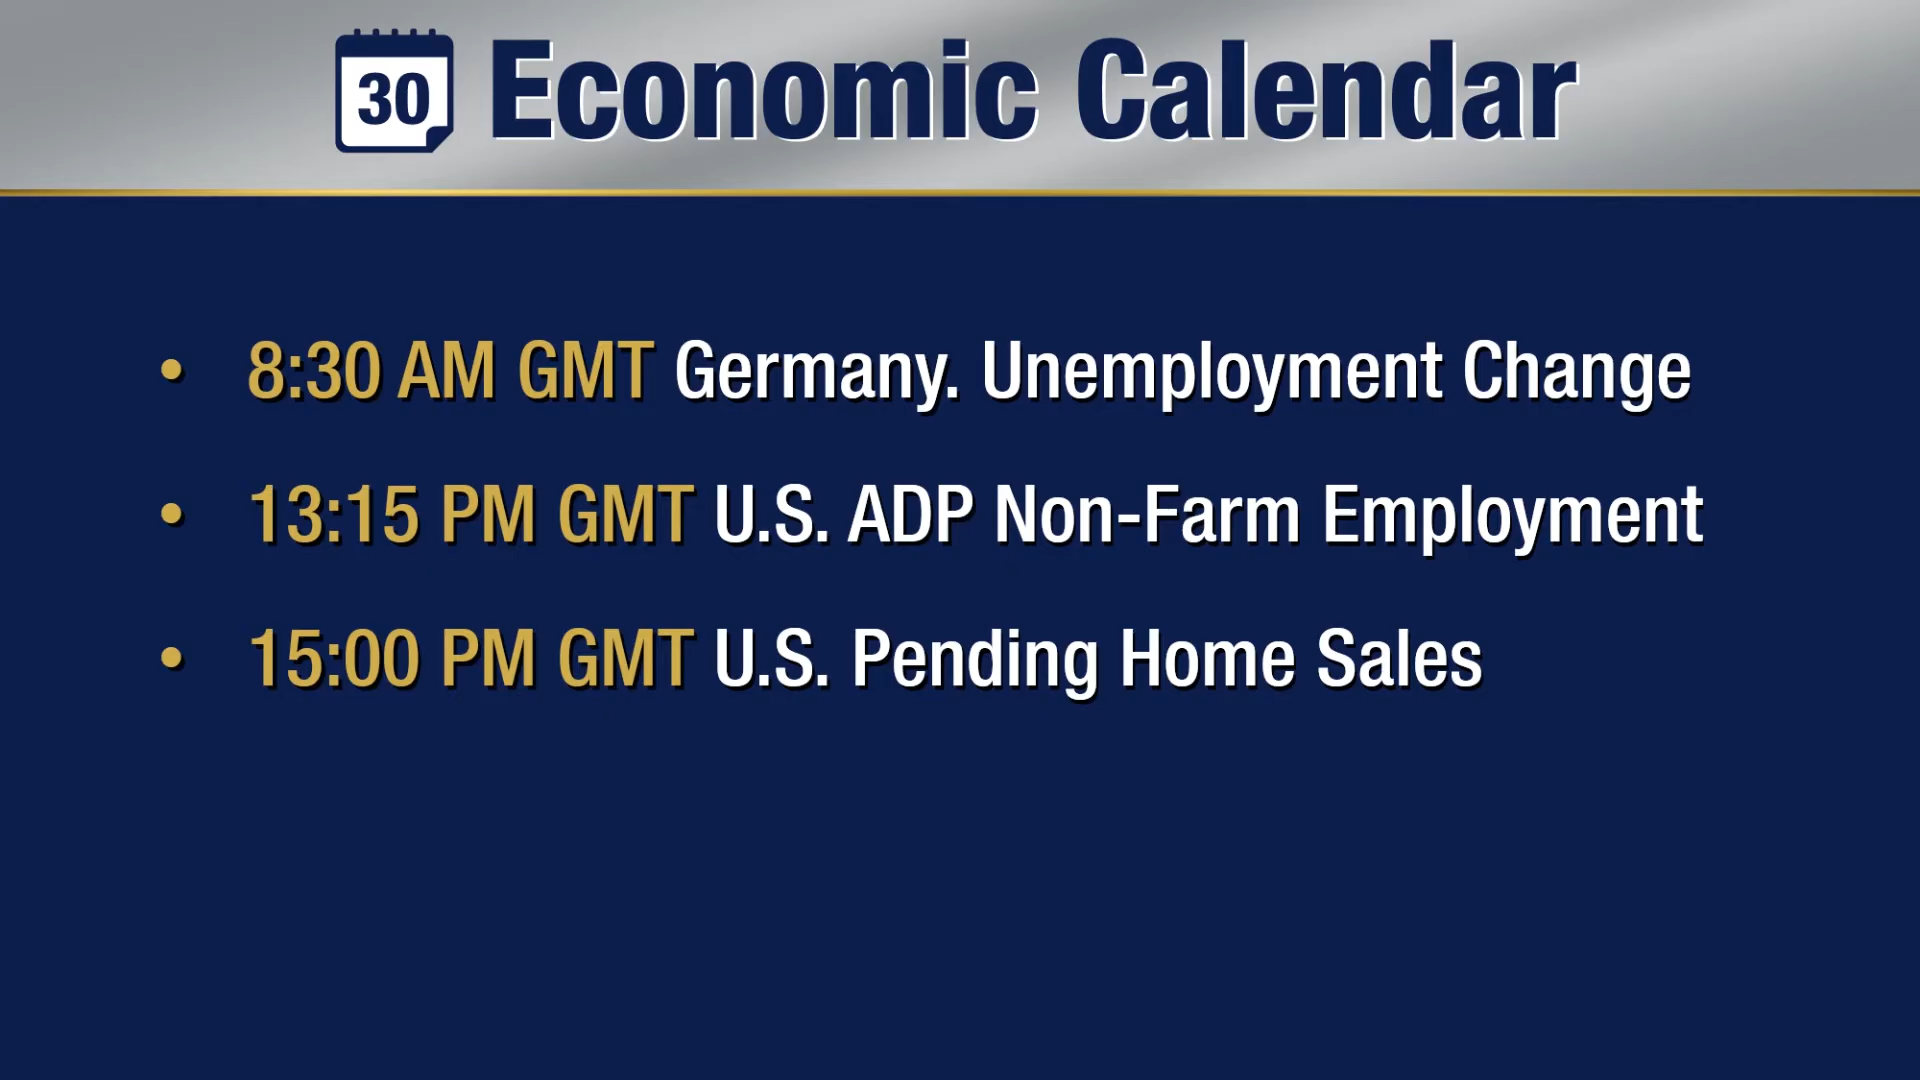 30 Economic Calendar
• 8:30 AM GMT Germany. Unemployment Change
• 13:15 PM GMT U.S. ADP Non-Farm Employment
• 15:00 PM GMT U.S. Pending Home Sales